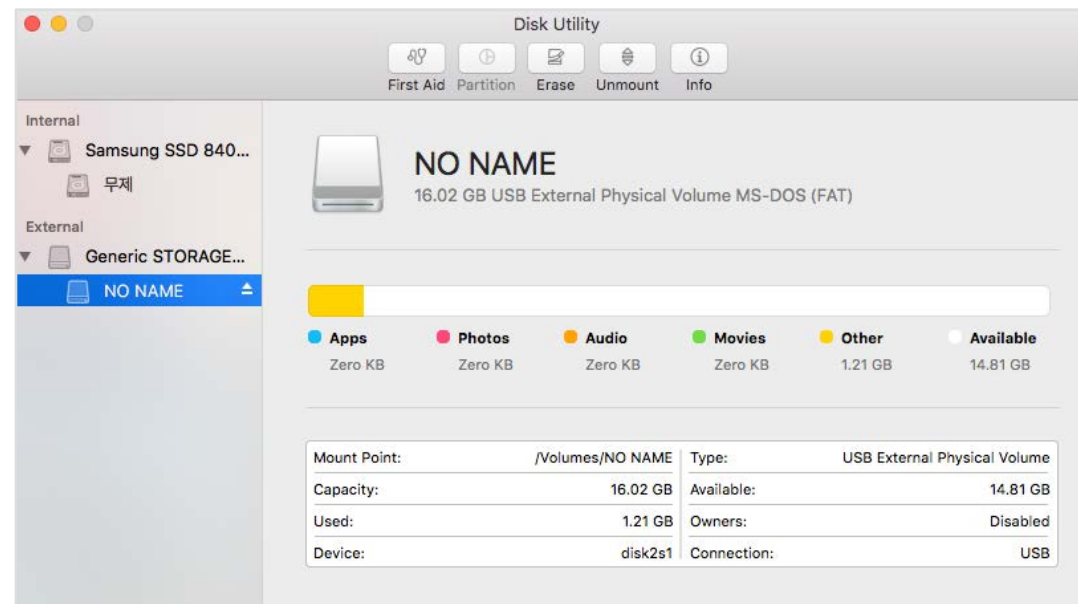 Disk Utility
First Aid Partition Erase Unmount Info
Internal
Samsung SSD 840...
무제
External
Generic STORAGE...
NO NAME
NO NAME
16.02 GB USB External Physical Volume MS-DOS (FAT)
Apps Photos Audio Movies Other Available
Zero KB Zero KB Zero KB Zero KB 1.21 GB 14.81 GB
Mount Point: /Volumes/NO NAME Type: USB External Physical Volume
Capacity: 16.02 GB Available: 14.81 GB
Used: 1.21 GB Owners: Disabled
Device: disk2s1 Connection: USB